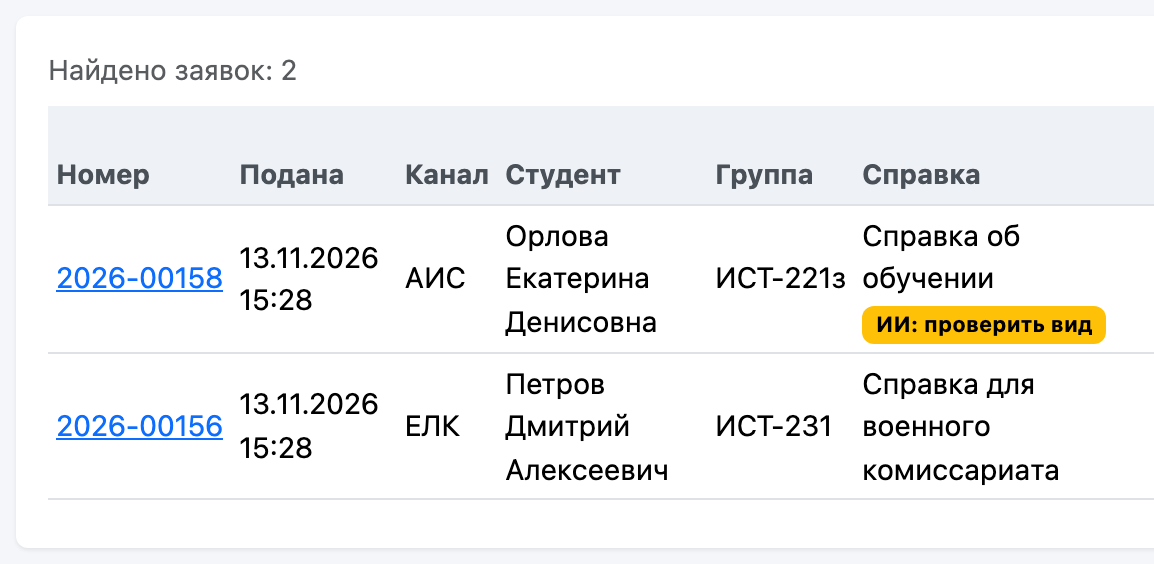 Найдено заявок: 2
Номер Подана Канал Студент Группа Справка
2026-00158 13.11.2026 15:28 АИС Орлова Екатерина Денисовна ИСТ-221з Справка об обучении ИИ: проверить вид
2026-00156 13.11.2026 15:28 ЕЛК Петров Дмитрий Алексеевич ИСТ-231 Справка для военного комиссариата